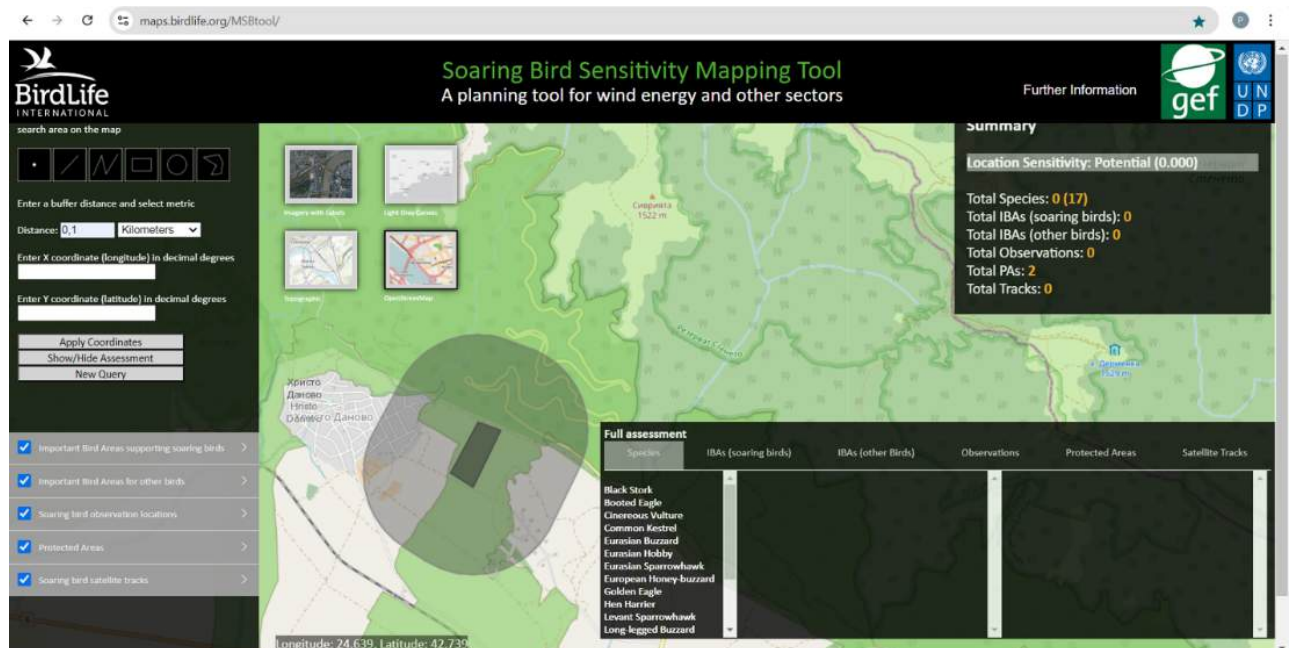 maps.birdlife.org/MSBtool/
P
BirdLife
INTERNATIONAL
Soaring Bird Sensitivity Mapping Tool
A planning tool for wind energy and other sectors
Further Information
gef
U N
D P
search area on the map
Enter a buffer distance and select metric
Distance: 0,1 Kilometers
Enter X coordinate (longitude) in decimal degrees
Enter Y coordinate (latitude) in decimal degrees
Apply Coordinates
Show/Hide Assessment
New Query
Important Bird Areas supporting soaring birds
Important Bird Areas for other birds
Soaring bird observation locations
Protected Areas
Soaring bird satellite tracks
Imagery with Labels
Light Gray Canvas
Topographic
OpenStreetMap
1522 m
Христо
Даново
Hristo
Summary
Location Sensitivity: Potential (0.000)
Total Species: 0 (17)
Total IBAs (soaring birds): 0
Total IBAs (other birds): 0
Total Observations: 0
Total PAs: 2
Total Tracks: 0
Full assessment
Species
IBAs (soaring birds)
IBAs (other Birds)
Observations
Protected Areas
Satellite Tracks
Black Stork
Booted Eagle
Cinereous Vulture
Common Kestrel
Eurasian Buzzard
Eurasian Hobby
Eurasian Sparrowhawk
European Honey-buzzard
Golden Eagle
Hen Harrier
Levant Sparrowhawk
Long-legged Buzzard
Longitude: 24.639, Latitude: 42.739